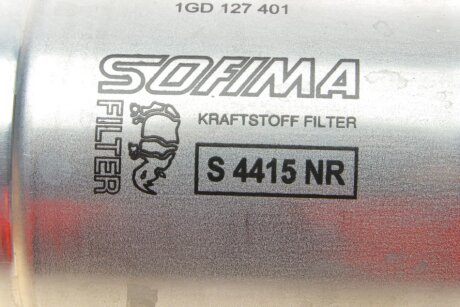 1GD 127 401
SOFIMA
FILTER
KRAFTSTOFF FILTER
S 4415 NR